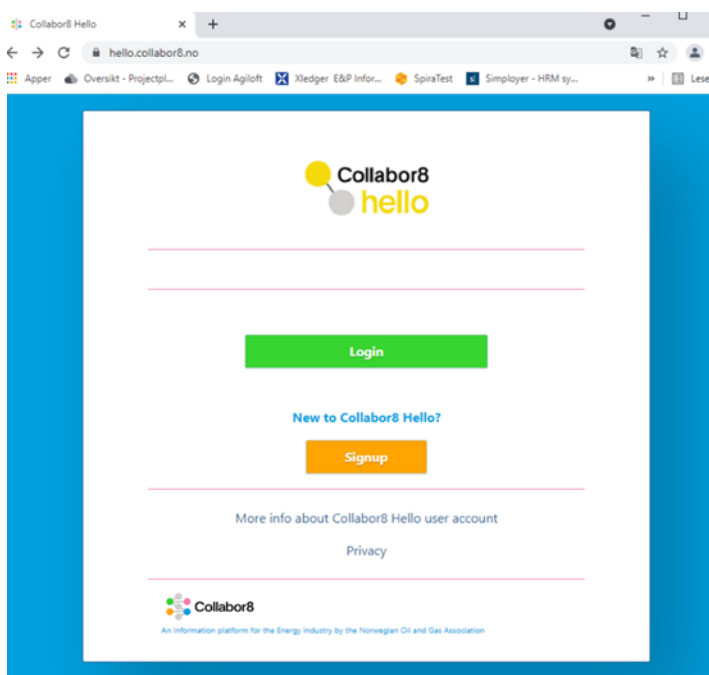 Collabor8 Hello
hello.collabor8.no
Apper Oversikt - Projectpl... Login Agiloft Xledger E&P Infor... SpiraTest Simployer - HRM sy... » Lese
Collabor8
hello
Login
New to Collabor8 Hello?
Signup
More info about Collabor8 Hello user account
Privacy
Collabor8
An information platform for the Energy industry by the Norwegian Oil and Gas Association